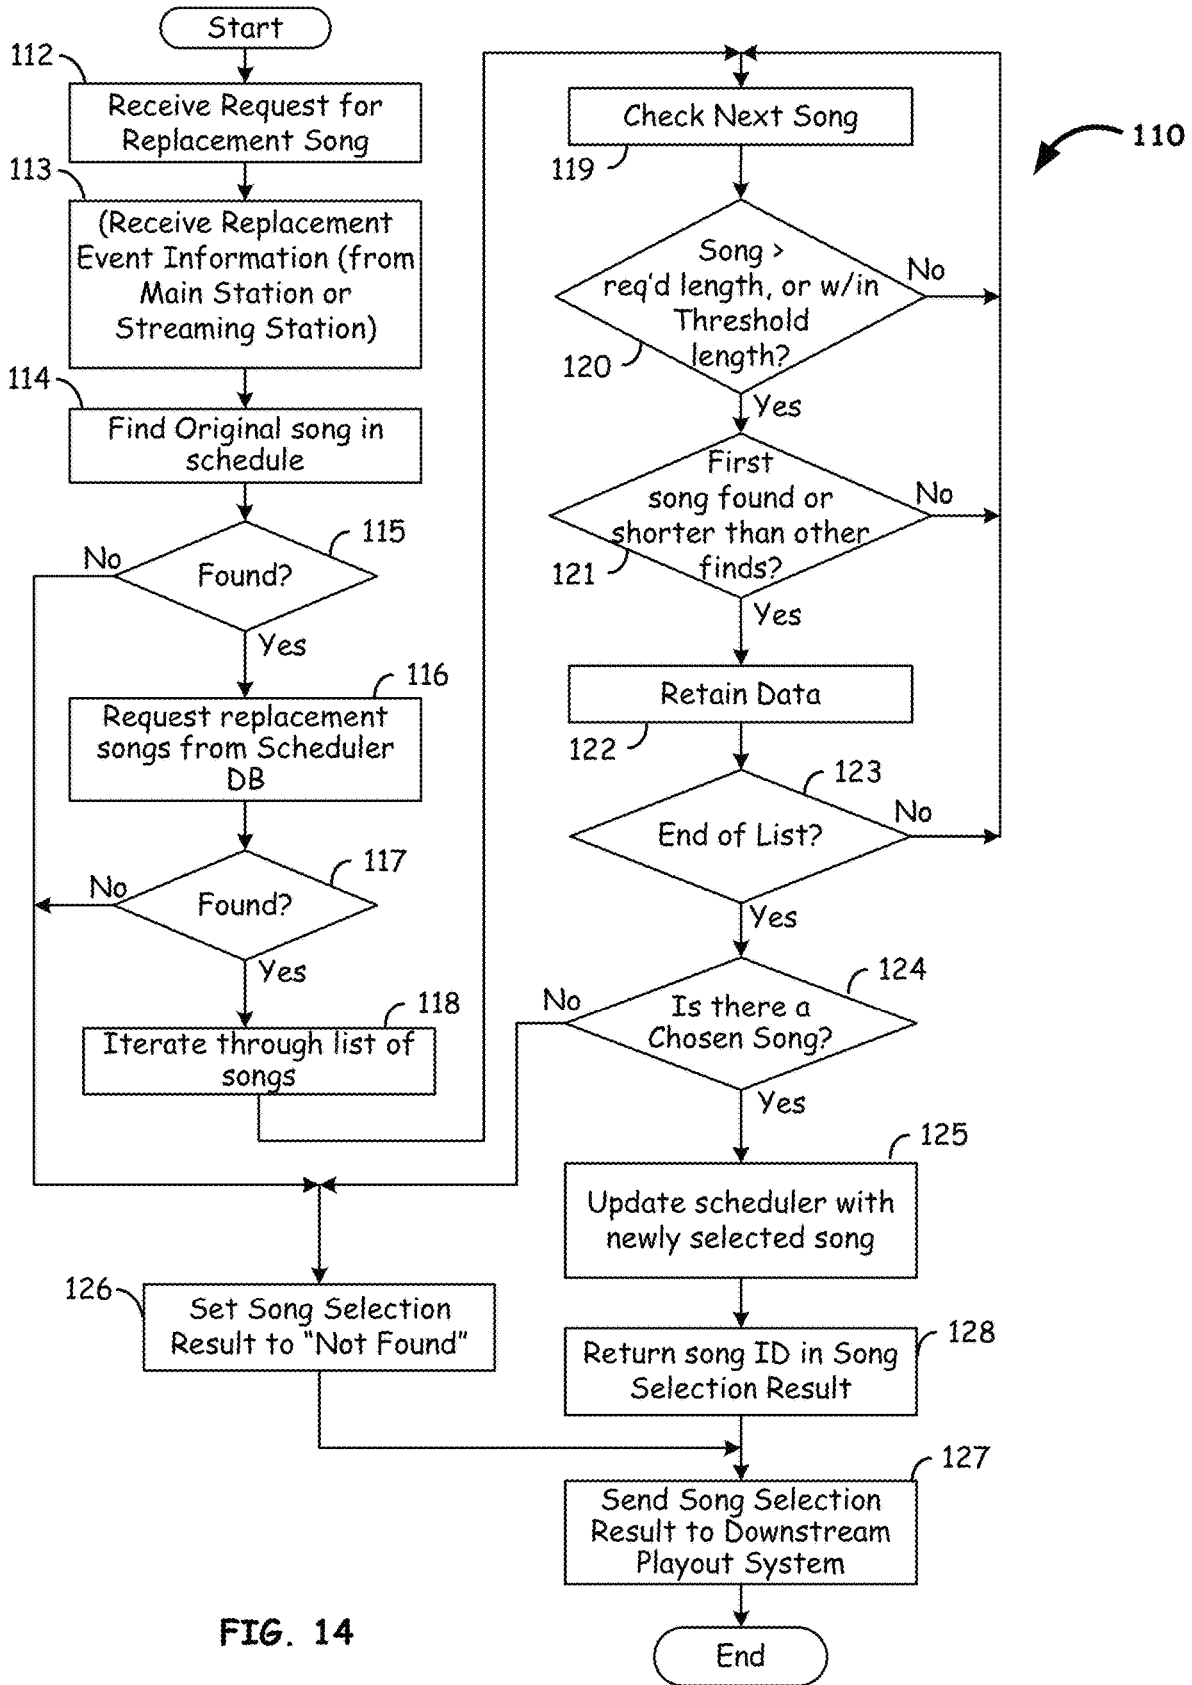 Start
112
Receive Request for
Replacement Song
113
(Receive Replacement
Event Information (from
Main Station or
Streaming Station)
114
Find Original song in
schedule
115
No
Found?
Yes
116
Request replacement
songs from Scheduler
DB
117
No
Found?
Yes
118
Iterate through list of
songs
110
Check Next Song
119
Song >
req'd length, or w/in
Threshold
length?
No
120
Yes
First
song found or
shorter than other
finds?
No
121
Yes
Retain Data
122
123
End of List?
No
Yes
124
No
Is there a
Chosen Song?
Yes
125
Update scheduler with
newly selected song
126
Set Song Selection
Result to "Not Found"
128
Return song ID in Song
Selection Result
127
Send Song Selection
Result to Downstream
Playout System
End
FIG. 14